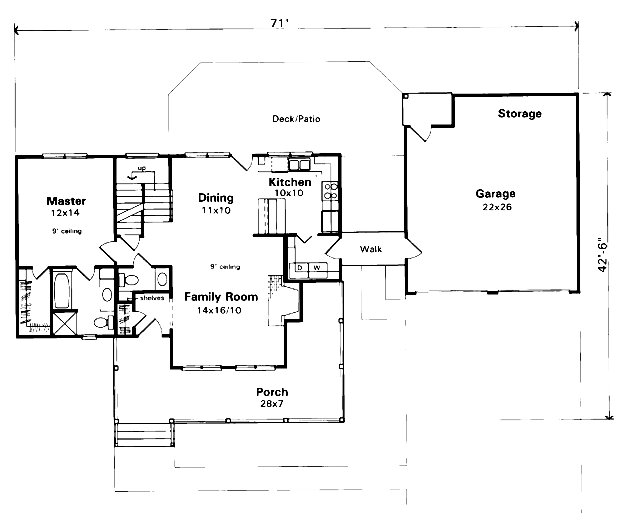 71'
Deck/Patio
Storage
up
Kitchen
10x10
Master
12x14
Dining
11x10
Garage
22x26
9' ceiling
Walk
42'-6"
9' ceiling
D W
shelves
Family Room
14x16/10
Porch
28x7